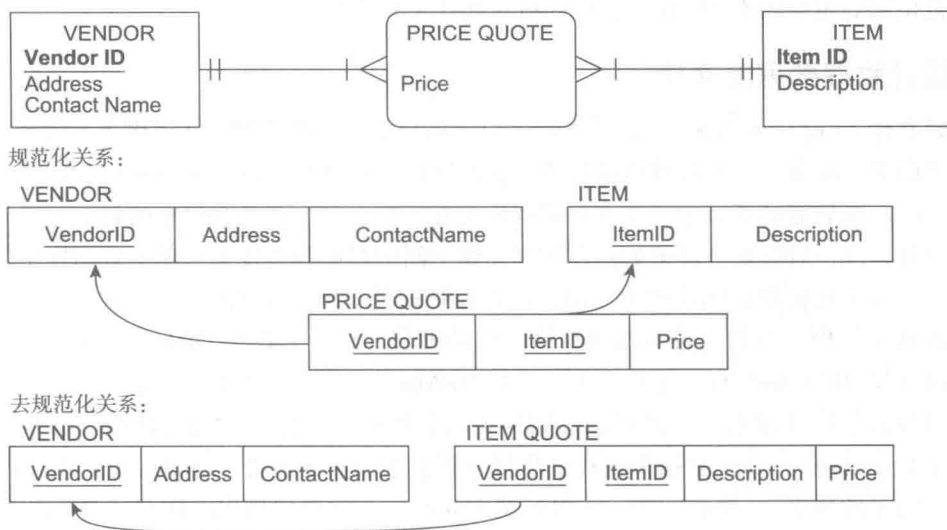 VENDOR
Vendor ID
Address
Contact Name
PRICE QUOTE
Price
ITEM
Item ID
Description
规范化关系：
VENDOR
VendorID Address ContactName
ITEM
ItemID Description
PRICE QUOTE
VendorID ItemID Price
去规范化关系：
VENDOR
VendorID Address ContactName
ITEM QUOTE
VendorID ItemID Description Price